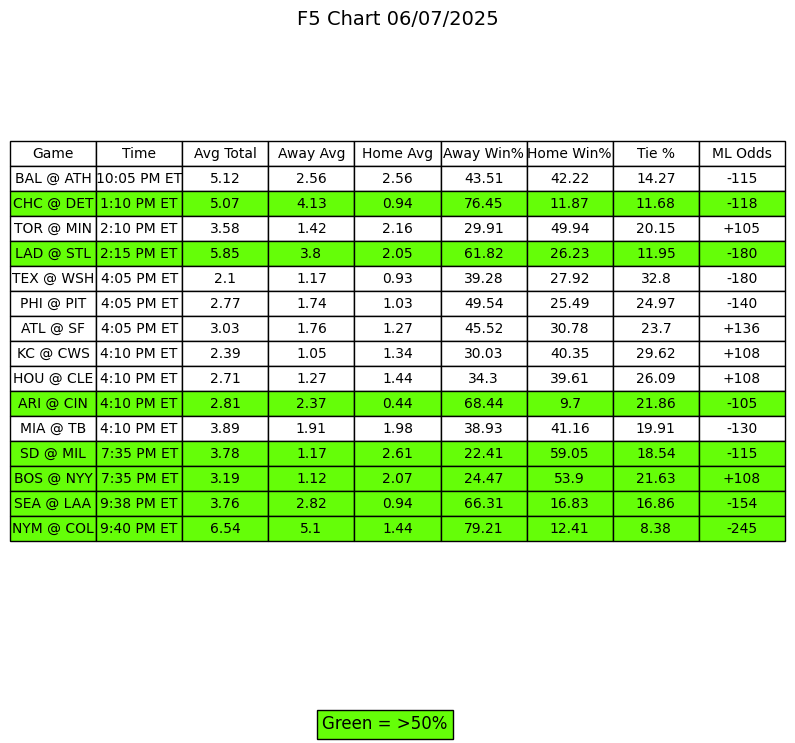 F5 Chart 06/07/2025
Game Time Avg Total Away Avg Home Avg Away Win% Home Win% Tie % ML Odds
BAL @ ATH 10:05 PM ET 5.12 2.56 2.56 43.51 42.22 14.27 -115
CHC @ DET 1:10 PM ET 5.07 4.13 0.94 76.45 11.87 11.68 -118
TOR @ MIN 2:10 PM ET 3.58 1.42 2.16 29.91 49.94 20.15 +105
LAD @ STL 2:15 PM ET 5.85 3.8 2.05 61.82 26.23 11.95 -180
TEX @ WSH 4:05 PM ET 2.1 1.17 0.93 39.28 27.92 32.8 -180
PHI @ PIT 4:05 PM ET 2.77 1.74 1.03 49.54 25.49 24.97 -140
ATL @ SF 4:05 PM ET 3.03 1.76 1.27 45.52 30.78 23.7 +136
KC @ CWS 4:10 PM ET 2.39 1.05 1.34 30.03 40.35 29.62 +108
HOU @ CLE 4:10 PM ET 2.71 1.27 1.44 34.3 39.61 26.09 +108
ARI @ CIN 4:10 PM ET 2.81 2.37 0.44 68.44 9.7 21.86 -105
MIA @ TB 4:10 PM ET 3.89 1.91 1.98 38.93 41.16 19.91 -130
SD @ MIL 7:35 PM ET 3.78 1.17 2.61 22.41 59.05 18.54 -115
BOS @ NYY 7:35 PM ET 3.19 1.12 2.07 24.47 53.9 21.63 +108
SEA @ LAA 9:38 PM ET 3.76 2.82 0.94 66.31 16.83 16.86 -154
NYM @ COL 9:40 PM ET 6.54 5.1 1.44 79.21 12.41 8.38 -245
Green = >50%